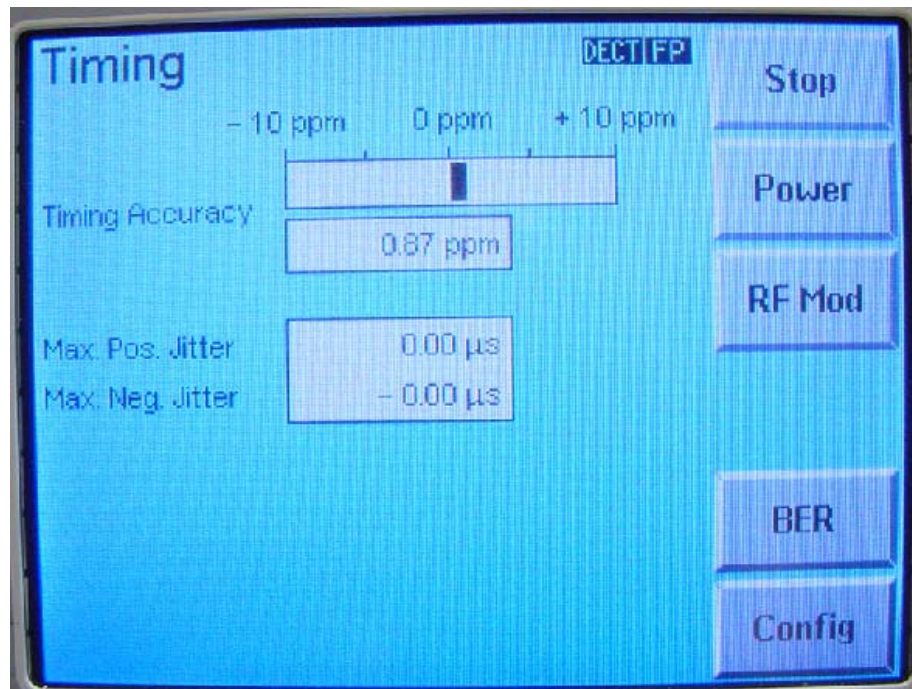 Timing
DECT FP
– 10 ppm 0 ppm + 10 ppm
Timing Accuracy
0.87 ppm
Max. Pos. Jitter 0.00 µs
Max. Neg. Jitter – 0.00 µs
Stop
Power
RF Mod
BER
Config